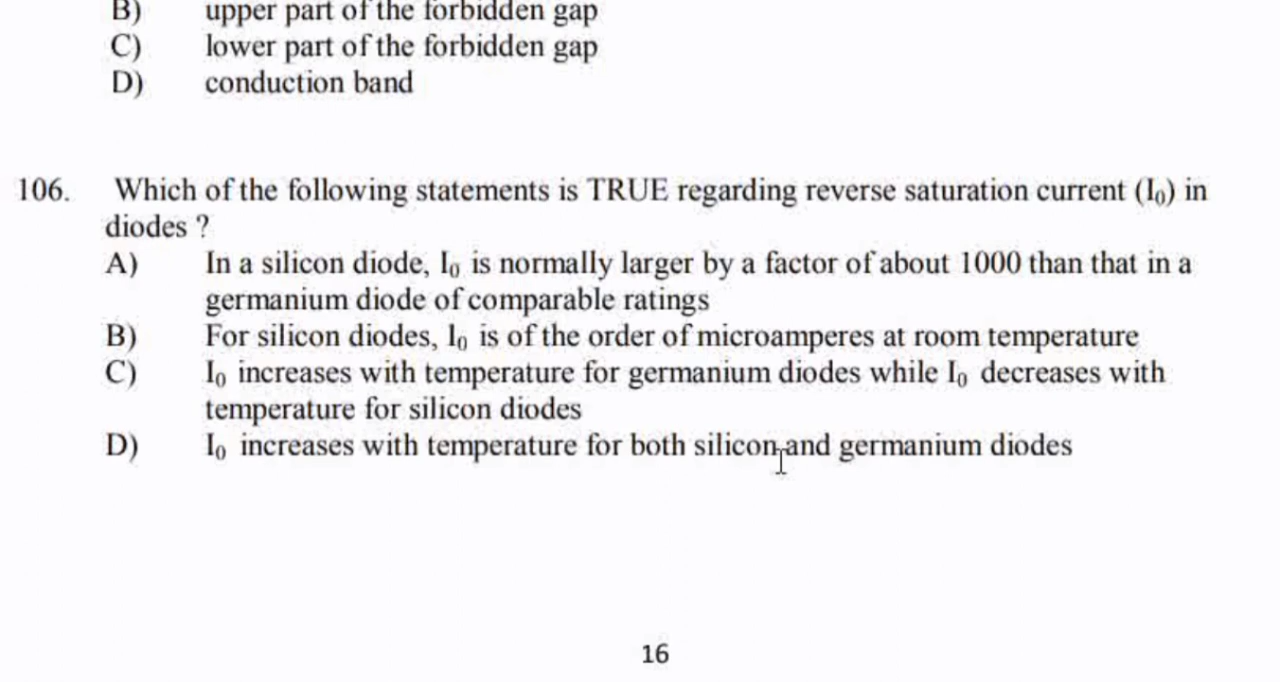 B) upper part of the forbidden gap
C) lower part of the forbidden gap
D) conduction band
106. Which of the following statements is TRUE regarding reverse saturation current (I₀) in
diodes ?
A) In a silicon diode, I₀ is normally larger by a factor of about 1000 than that in a
germanium diode of comparable ratings
B) For silicon diodes, I₀ is of the order of microamperes at room temperature
C) I₀ increases with temperature for germanium diodes while I₀ decreases with
temperature for silicon diodes
D) I₀ increases with temperature for both silicon and germanium diodes
16